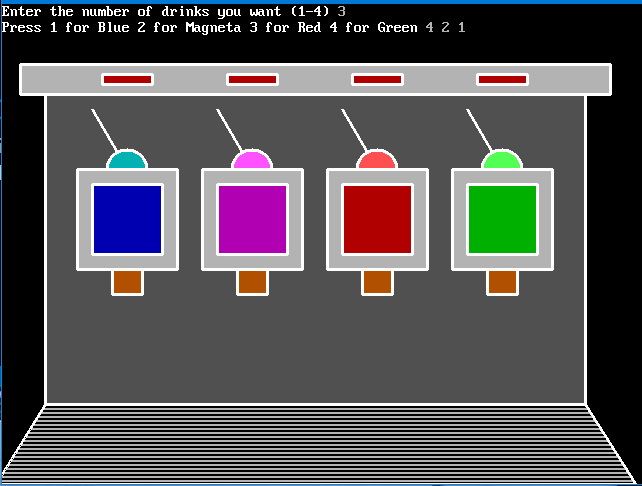 Enter the number of drinks you want (1-4) 3
Press 1 for Blue 2 for Magneta 3 for Red 4 for Green 4 2 1